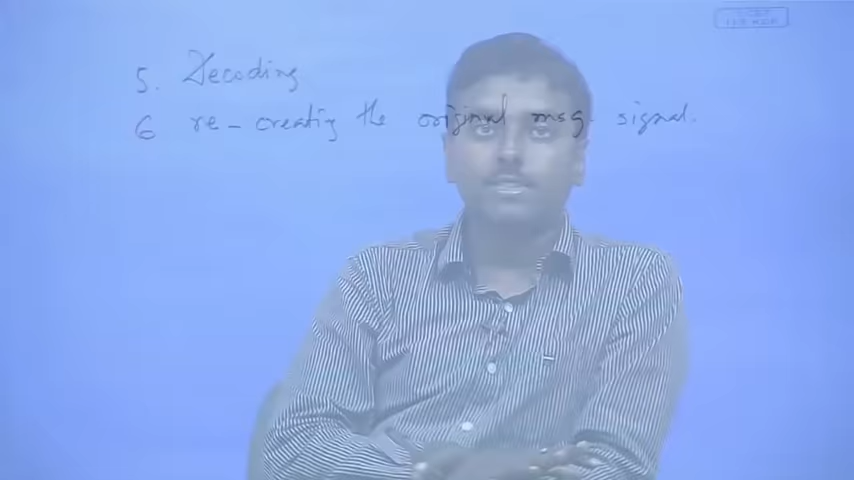 5. Decoding
6 re-creating the original msg. signal.